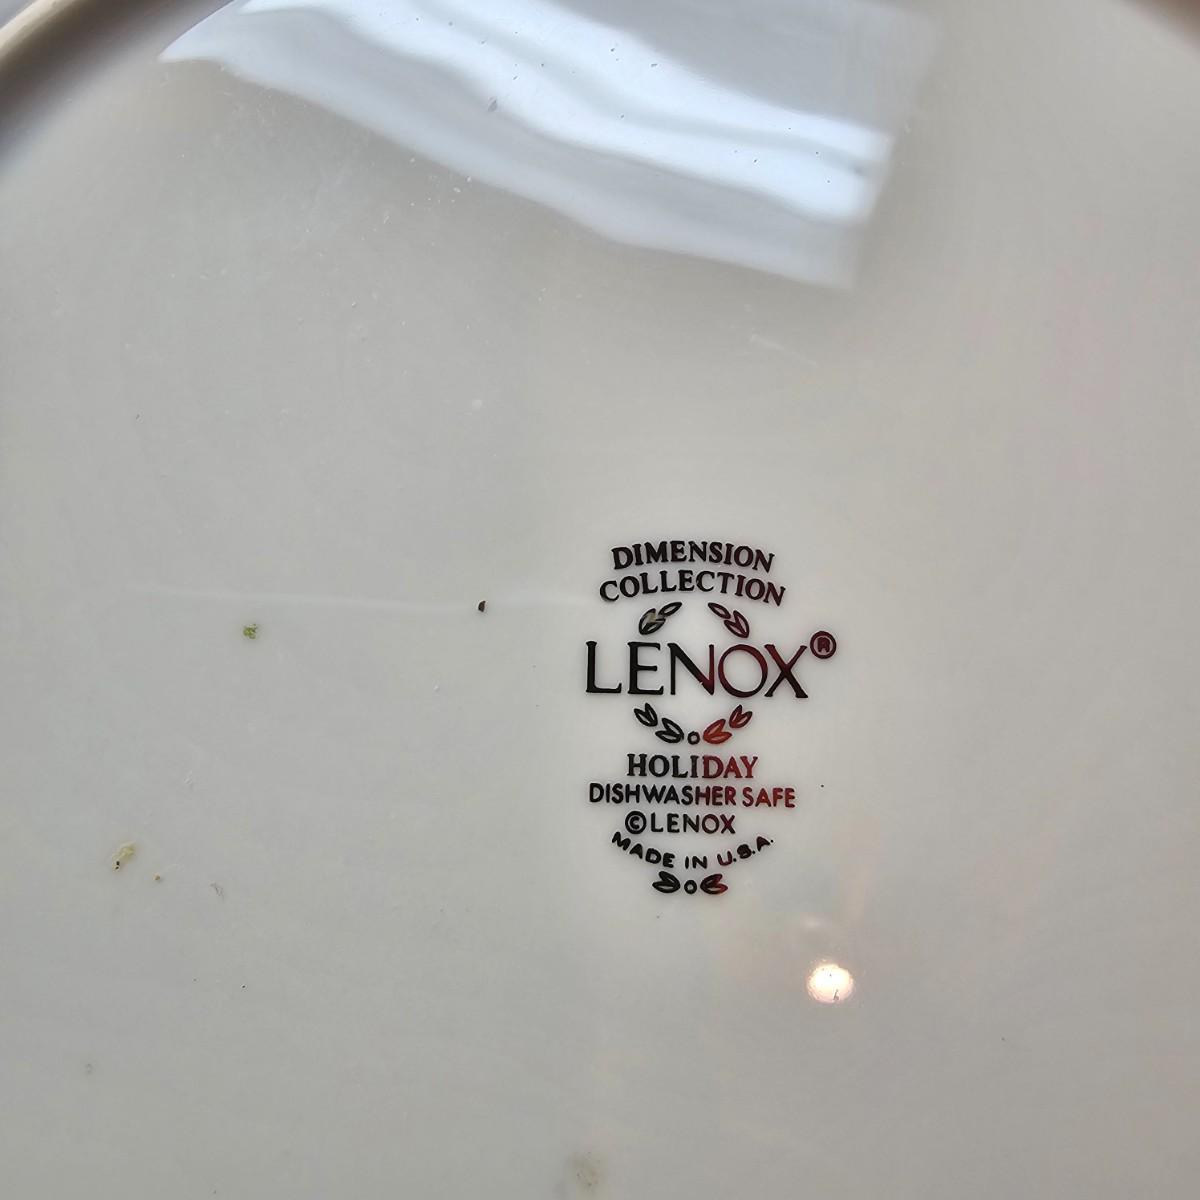 DIMENSION
COLLECTION
LENOX®
HOLIDAY
DISHWASHER SAFE
©LENOX
MADE IN U.S.A.